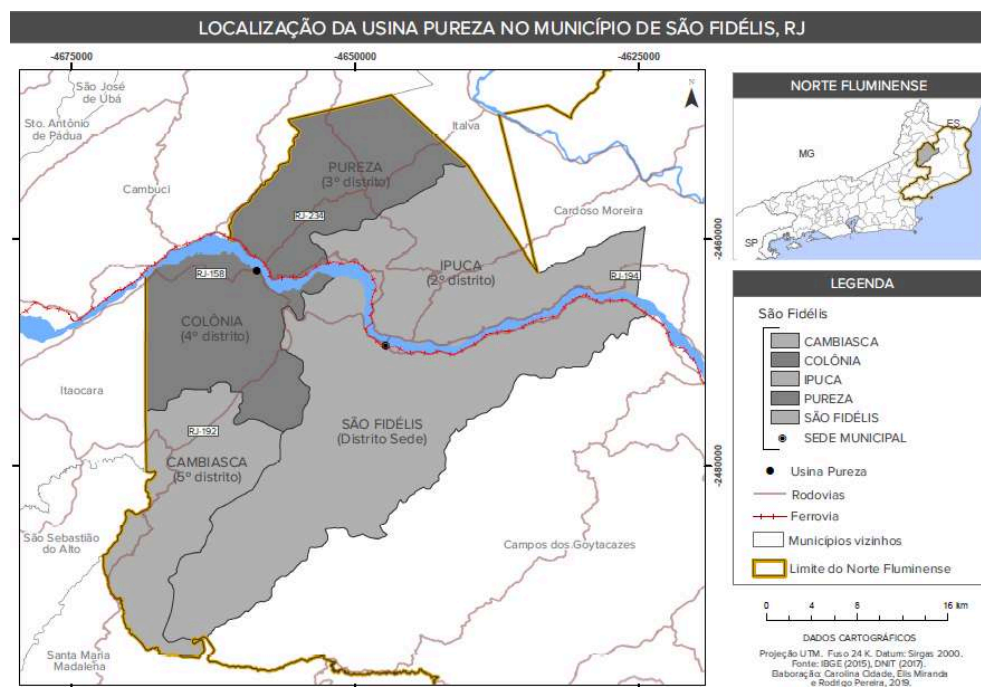 LOCALIZAÇÃO DA USINA PUREZA NO MUNICÍPIO DE SÃO FIDÉLIS, RJ
-4675000
-4650000
-4625000
São José
de Ubá
Sto. Antônio
de Pádua
Cambuci
Italva
N
PUREZA
(3º distrito)
RJ-234
Cardoso Moreira
IPUCA
(2º distrito)
RJ-194
RJ-158
COLÔNIA
(4º distrito)
Itaocara
SÃO FIDÉLIS
(Distrito Sede)
RJ-192
CAMBIASCA
(5º distrito)
São Sebastião
do Alto
Campos dos Goytacazes
Santa Maria
Madalena
-2460000
-2480000
NORTE FLUMINENSE
ES
MG
SP
LEGENDA
São Fidélis
CAMBIASCA
COLÔNIA
IPUCA
PUREZA
SÃO FIDÉLIS
SEDE MUNICIPAL
Usina Pureza
Rodovias
Ferrovia
Municípios vizinhos
Limite do Norte Fluminense
0 4 8 12 16 km
DADOS CARTOGRÁFICOS
Projeção UTM. Fuso 24 K. Datum: Sirgas 2000.
Fonte: IBGE (2015), DNIT (2017).
Elaboração: Carolina Cidade, Élis Miranda
e Rodrigo Pereira, 2019.